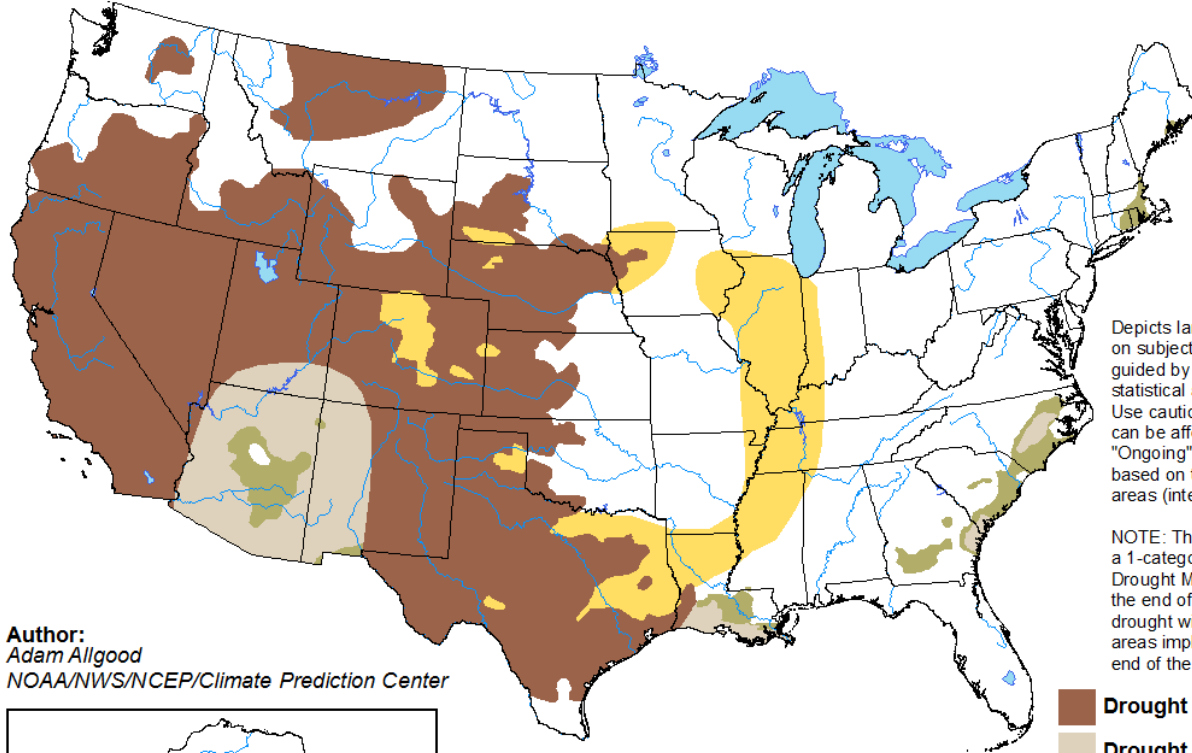 Depicts la
on subject
guided by
statistical
Use cautio
can be affe
"Ongoing"
based on t
areas (inte
NOTE: Th
a 1-catego
Drought M
the end of
drought wi
areas imp
end of the
Author:
Adam Allgood
NOAA/NWS/NCEP/Climate Prediction Center
Drought
Drought